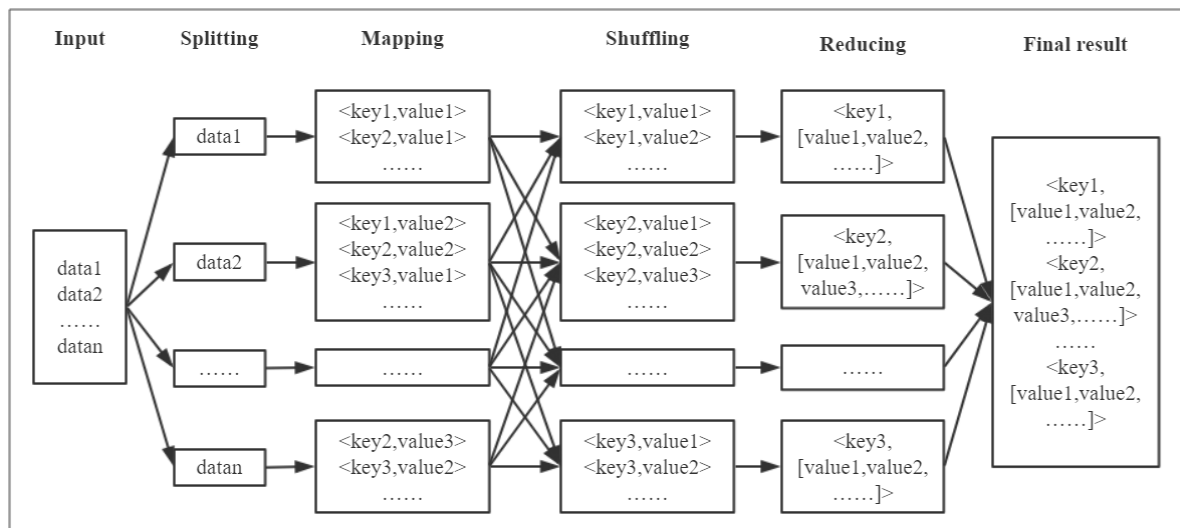 Input
Splitting
Mapping
Shuffling
Reducing
Final result
data1
data2
……
datan
data1
data2
……
datan
<key1,value1>
<key2,value1>
……
<key1,value2>
<key2,value2>
<key3,value1>
……
……
<key2,value3>
<key3,value2>
……
<key1,value1>
<key1,value2>
……
<key2,value1>
<key2,value2>
<key2,value3>
……
……
<key3,value1>
<key3,value2>
……
<key1,
[value1,value2,
……]>
<key2,
[value1,value2,
value3,……]>
……
<key3,
[value1,value2,
……]>
<key1,
[value1,value2,
……]>
<key2,
[value1,value2,
value3,……]>
……
<key3,
[value1,value2,
……]>